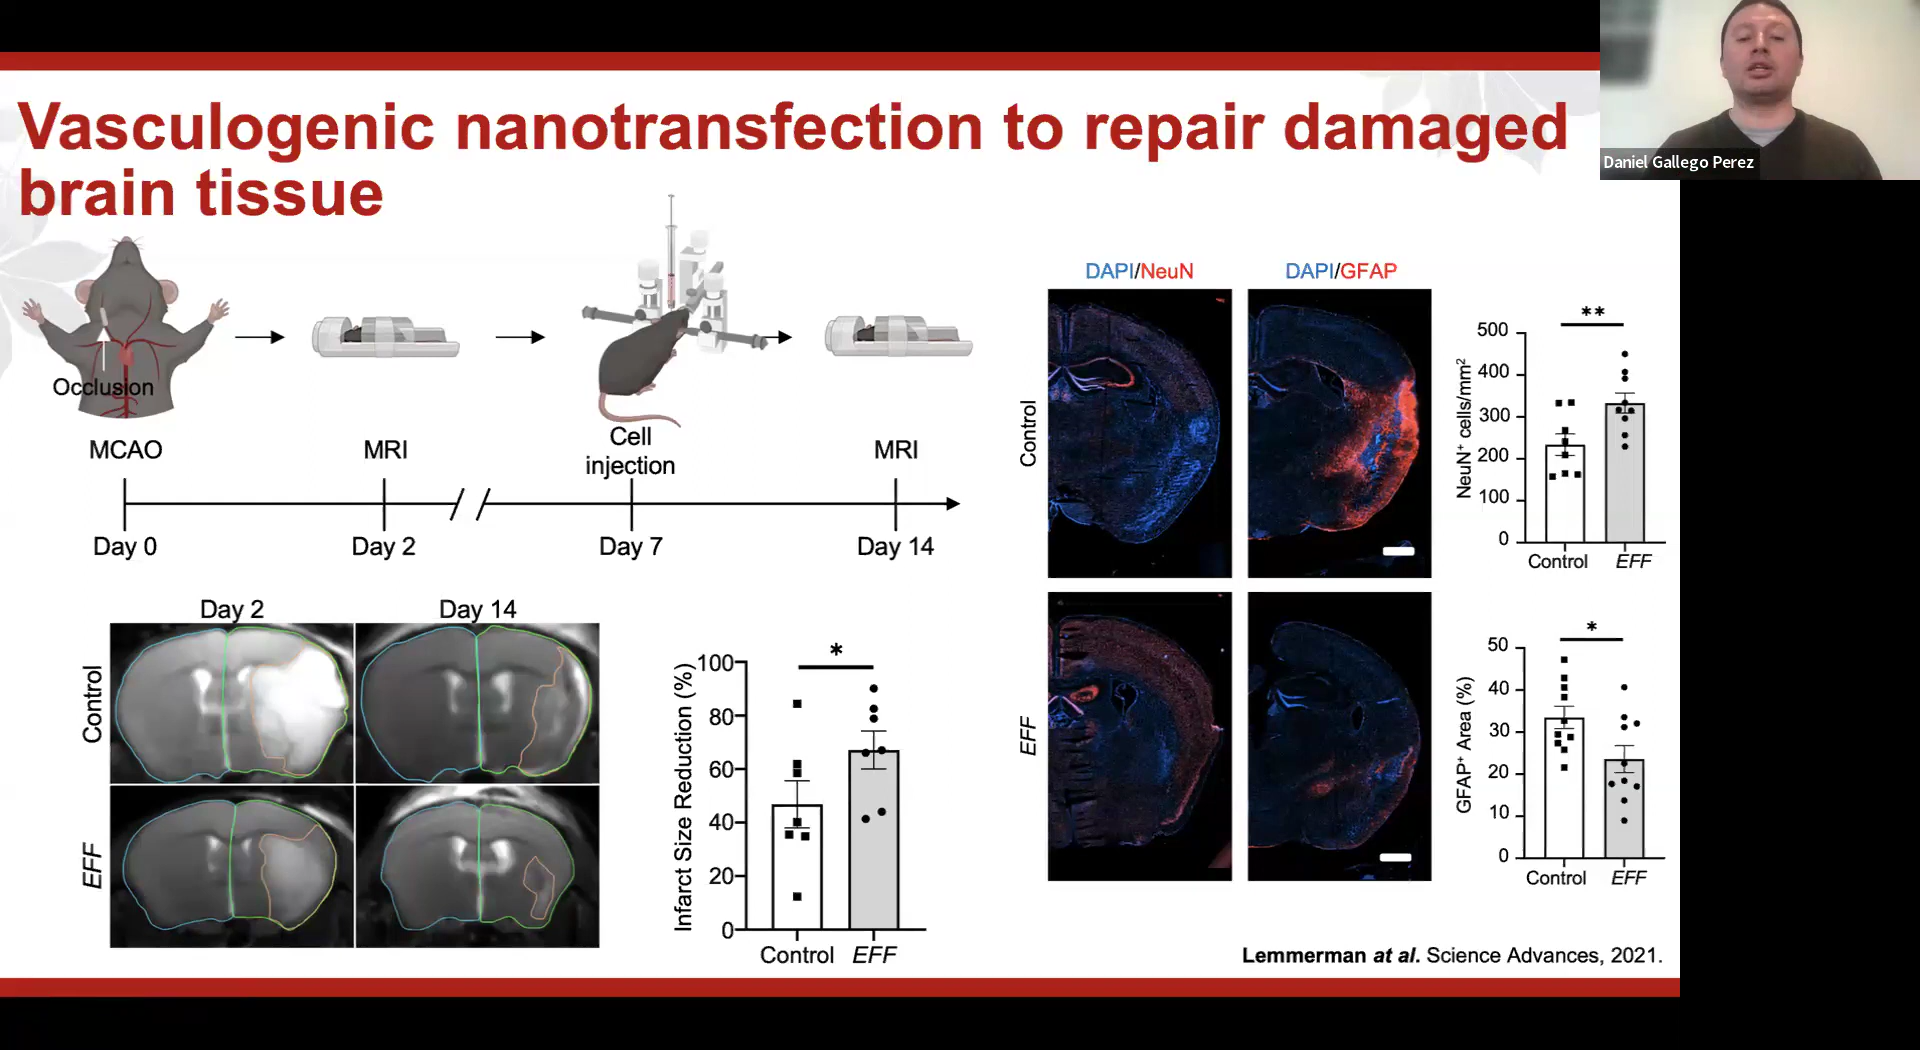 Vasculogenic nanotransfection to repair damaged
brain tissue
Daniel Gallego Perez
Occlusion
MCAO
MRI
Cell
injection
MRI
Day 0
Day 2
Day 7
Day 14
Day 2
Day 14
Control
EFF
Infarct Size Reduction (%)
100
80
60
40
20
0
*
Control
EFF
DAPI/NeuN
DAPI/GFAP
Control
EFF
NeuN⁺ cells/mm²
500
400
300
200
100
0
**
Control
EFF
GFAP⁺ Area (%)
50
40
30
20
10
0
*
Control
EFF
Lemmerman at al. Science Advances, 2021.